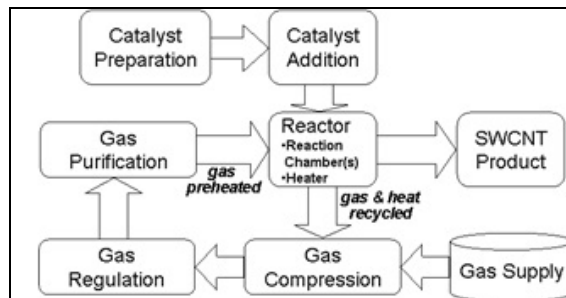 Catalyst
Preparation
Catalyst
Addition
Gas
Purification
gas
preheated
Reactor
•Reaction
Chamber(s)
•Heater
SWCNT
Product
gas & heat
recycled
Gas
Regulation
Gas
Compression
Gas Supply